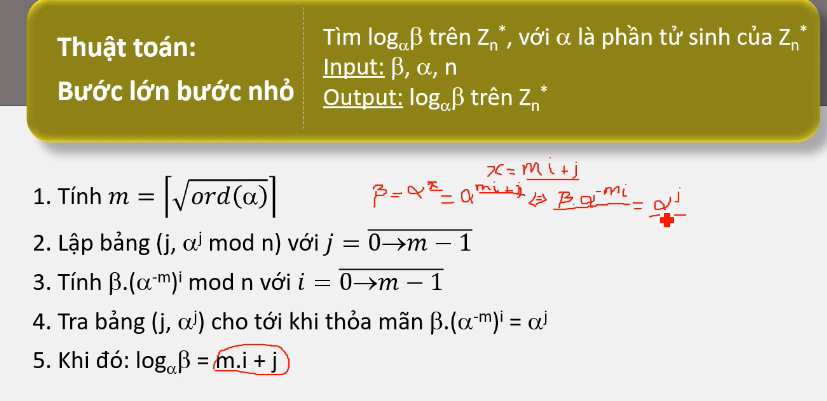 Thuật toán:
Bước lớn bước nhỏ
Tìm logαβ trên Zn*, với α là phần tử sinh của Zn*
Input: β, α, n
Output: logαβ trên Zn*
x = mi+j
β = α^x = α^mi+j ⇔ β.α^-mi = α^j
1. Tính m = ⌈√ord(α)⌉
2. Lập bảng (j, α^j mod n) với j = 0→m − 1
3. Tính β.(α^-m)^i mod n với i = 0→m − 1
4. Tra bảng (j, α^j) cho tới khi thỏa mãn β.(α^-m)^i = α^j
5. Khi đó: logαβ = m.i + j